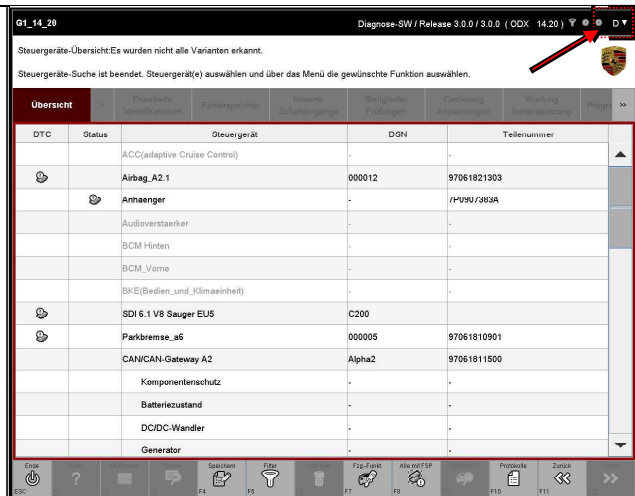 G1_14_20 Diagnose-SW / Release 3.0.0 / 3.0.0 ( ODX 14.20 ) D
Steuergeräte-Übersicht:Es wurden nicht alle Varianten erkannt.
Steuergeräte-Suche ist beendet. Steuergerät(e) auswählen und über das Menü die gewünschte Funktion auswählen.
Übersicht << Erweiterte Identifikationen Fehlerspeicher Istwerte Schalteingänge Stellglieder Prüfungen Codierung Anpassungen Wartung Instandsetzung Progr >>
DTC Status Steuergerät DSN Teilenummer
ACC(adaptive Cruise Control) - -
Airbag_A2.1 000012 97061821303
Anhaenger - 7P0907383A
Audioverstaerker - -
BCM Hinten - -
BCM_Vorne - -
BKE(Bedien_und_Klimaeinheit) - -
SDI 6.1 V8 Sauger EU5 C200
Parkbremse_a6 000005 97061810901
CAN/CAN-Gateway A2 Alpha2 97061811500
Komponentenschutz - -
Batteriezustand - -
DC/DC-Wandler - -
Generator - -
Ende Speichern Filter Fzg.-Funkt Alle mit FSP Protokolle Zurück
ESC F4 F5 F7 F8 F10 F11